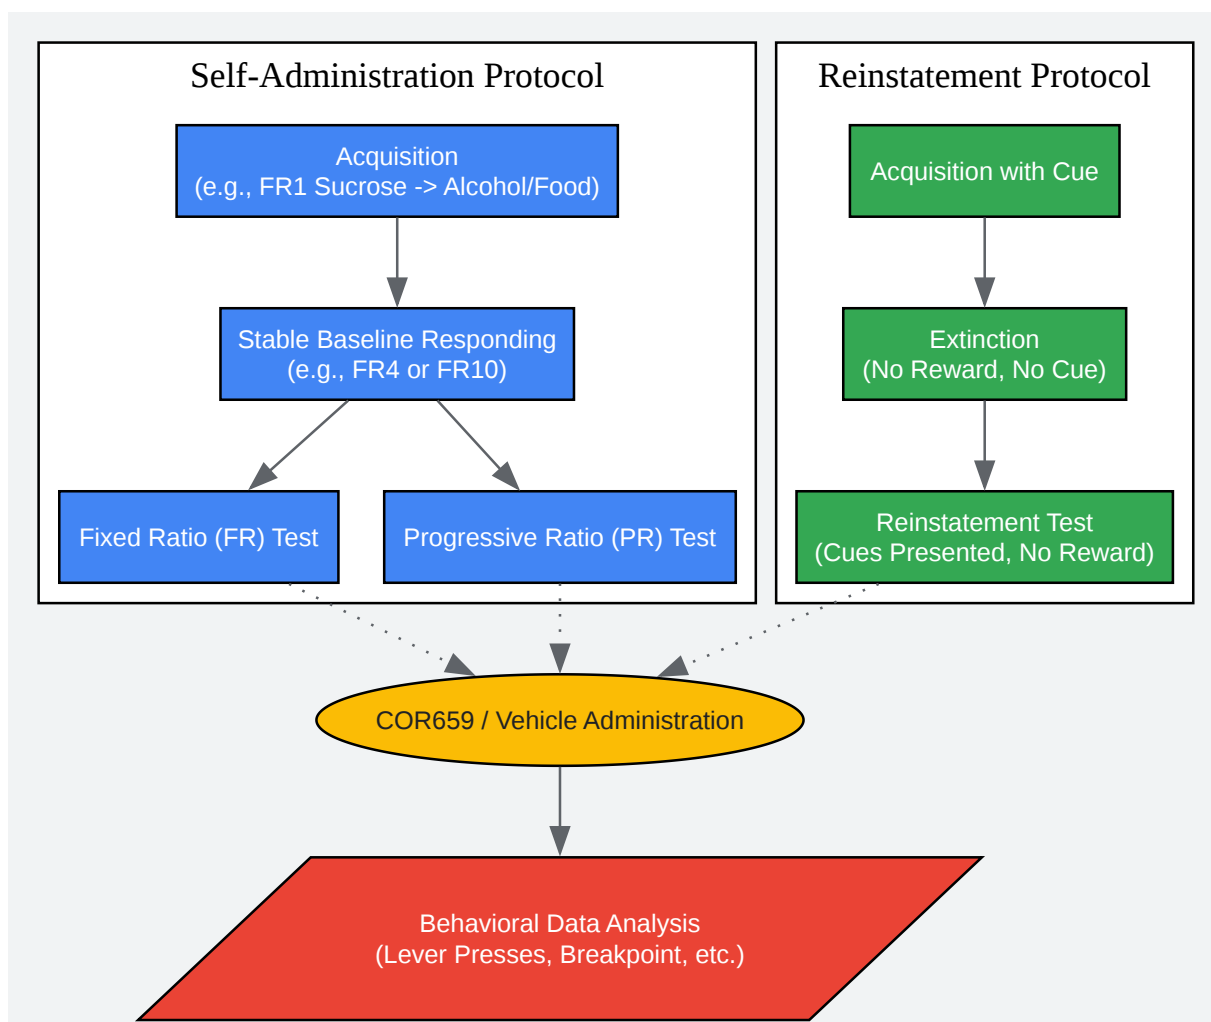 Self-Administration Protocol
Acquisition
(e.g., FR1 Sucrose -> Alcohol/Food)
Stable Baseline Responding
(e.g., FR4 or FR10)
Fixed Ratio (FR) Test
Progressive Ratio (PR) Test
Reinstatement Protocol
Acquisition with Cue
Extinction
(No Reward, No Cue)
Reinstatement Test
(Cues Presented, No Reward)
COR659 / Vehicle Administration
Behavioral Data Analysis
(Lever Presses, Breakpoint, etc.)